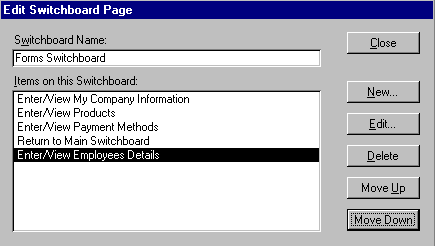 Edit Switchboard Page
Switchboard Name:
Forms Switchboard
Close
Items on this Switchboard:
Enter/View My Company Information
Enter/View Products
Enter/View Payment Methods
Return to Main Switchboard
Enter/View Employees Details
New...
Edit...
Delete
Move Up
Move Down